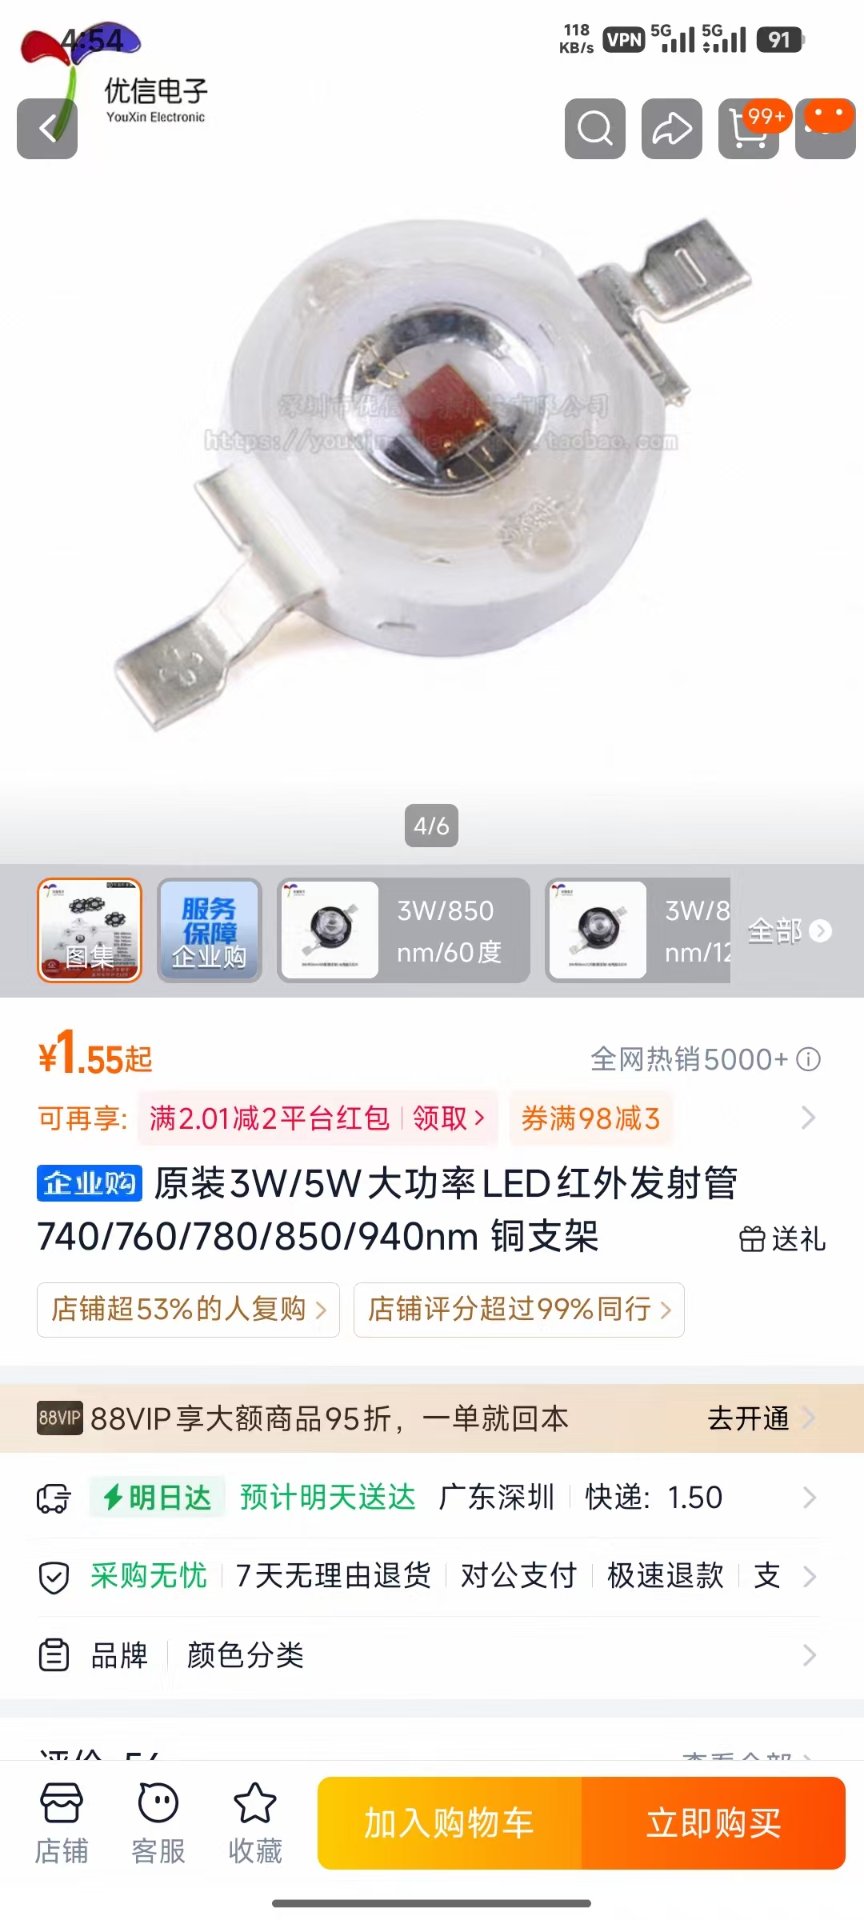 4:54
118
KB/s
VPN
5G
5G
91
优信电子
YouXin Electronic
99+
4/6
图集
服务
保障
企业购
3W/850
nm/60度
3W/8
nm/12
全部
¥1.55起
全网热销5000+
可再享:
满2.01减2平台红包
领取
券满98减3
企业购 原装3W/5W大功率LED红外发射管
740/760/780/850/940nm 铜支架
送礼
店铺超53%的人复购
店铺评分超过99%同行
88VIP 88VIP享大额商品95折，一单就回本
去开通
明日达 预计明天送达 广东深圳 快递: 1.50
采购无忧 7天无理由退货 对公支付 极速退款 支
品牌 颜色分类
店铺
客服
收藏
加入购物车
立即购买